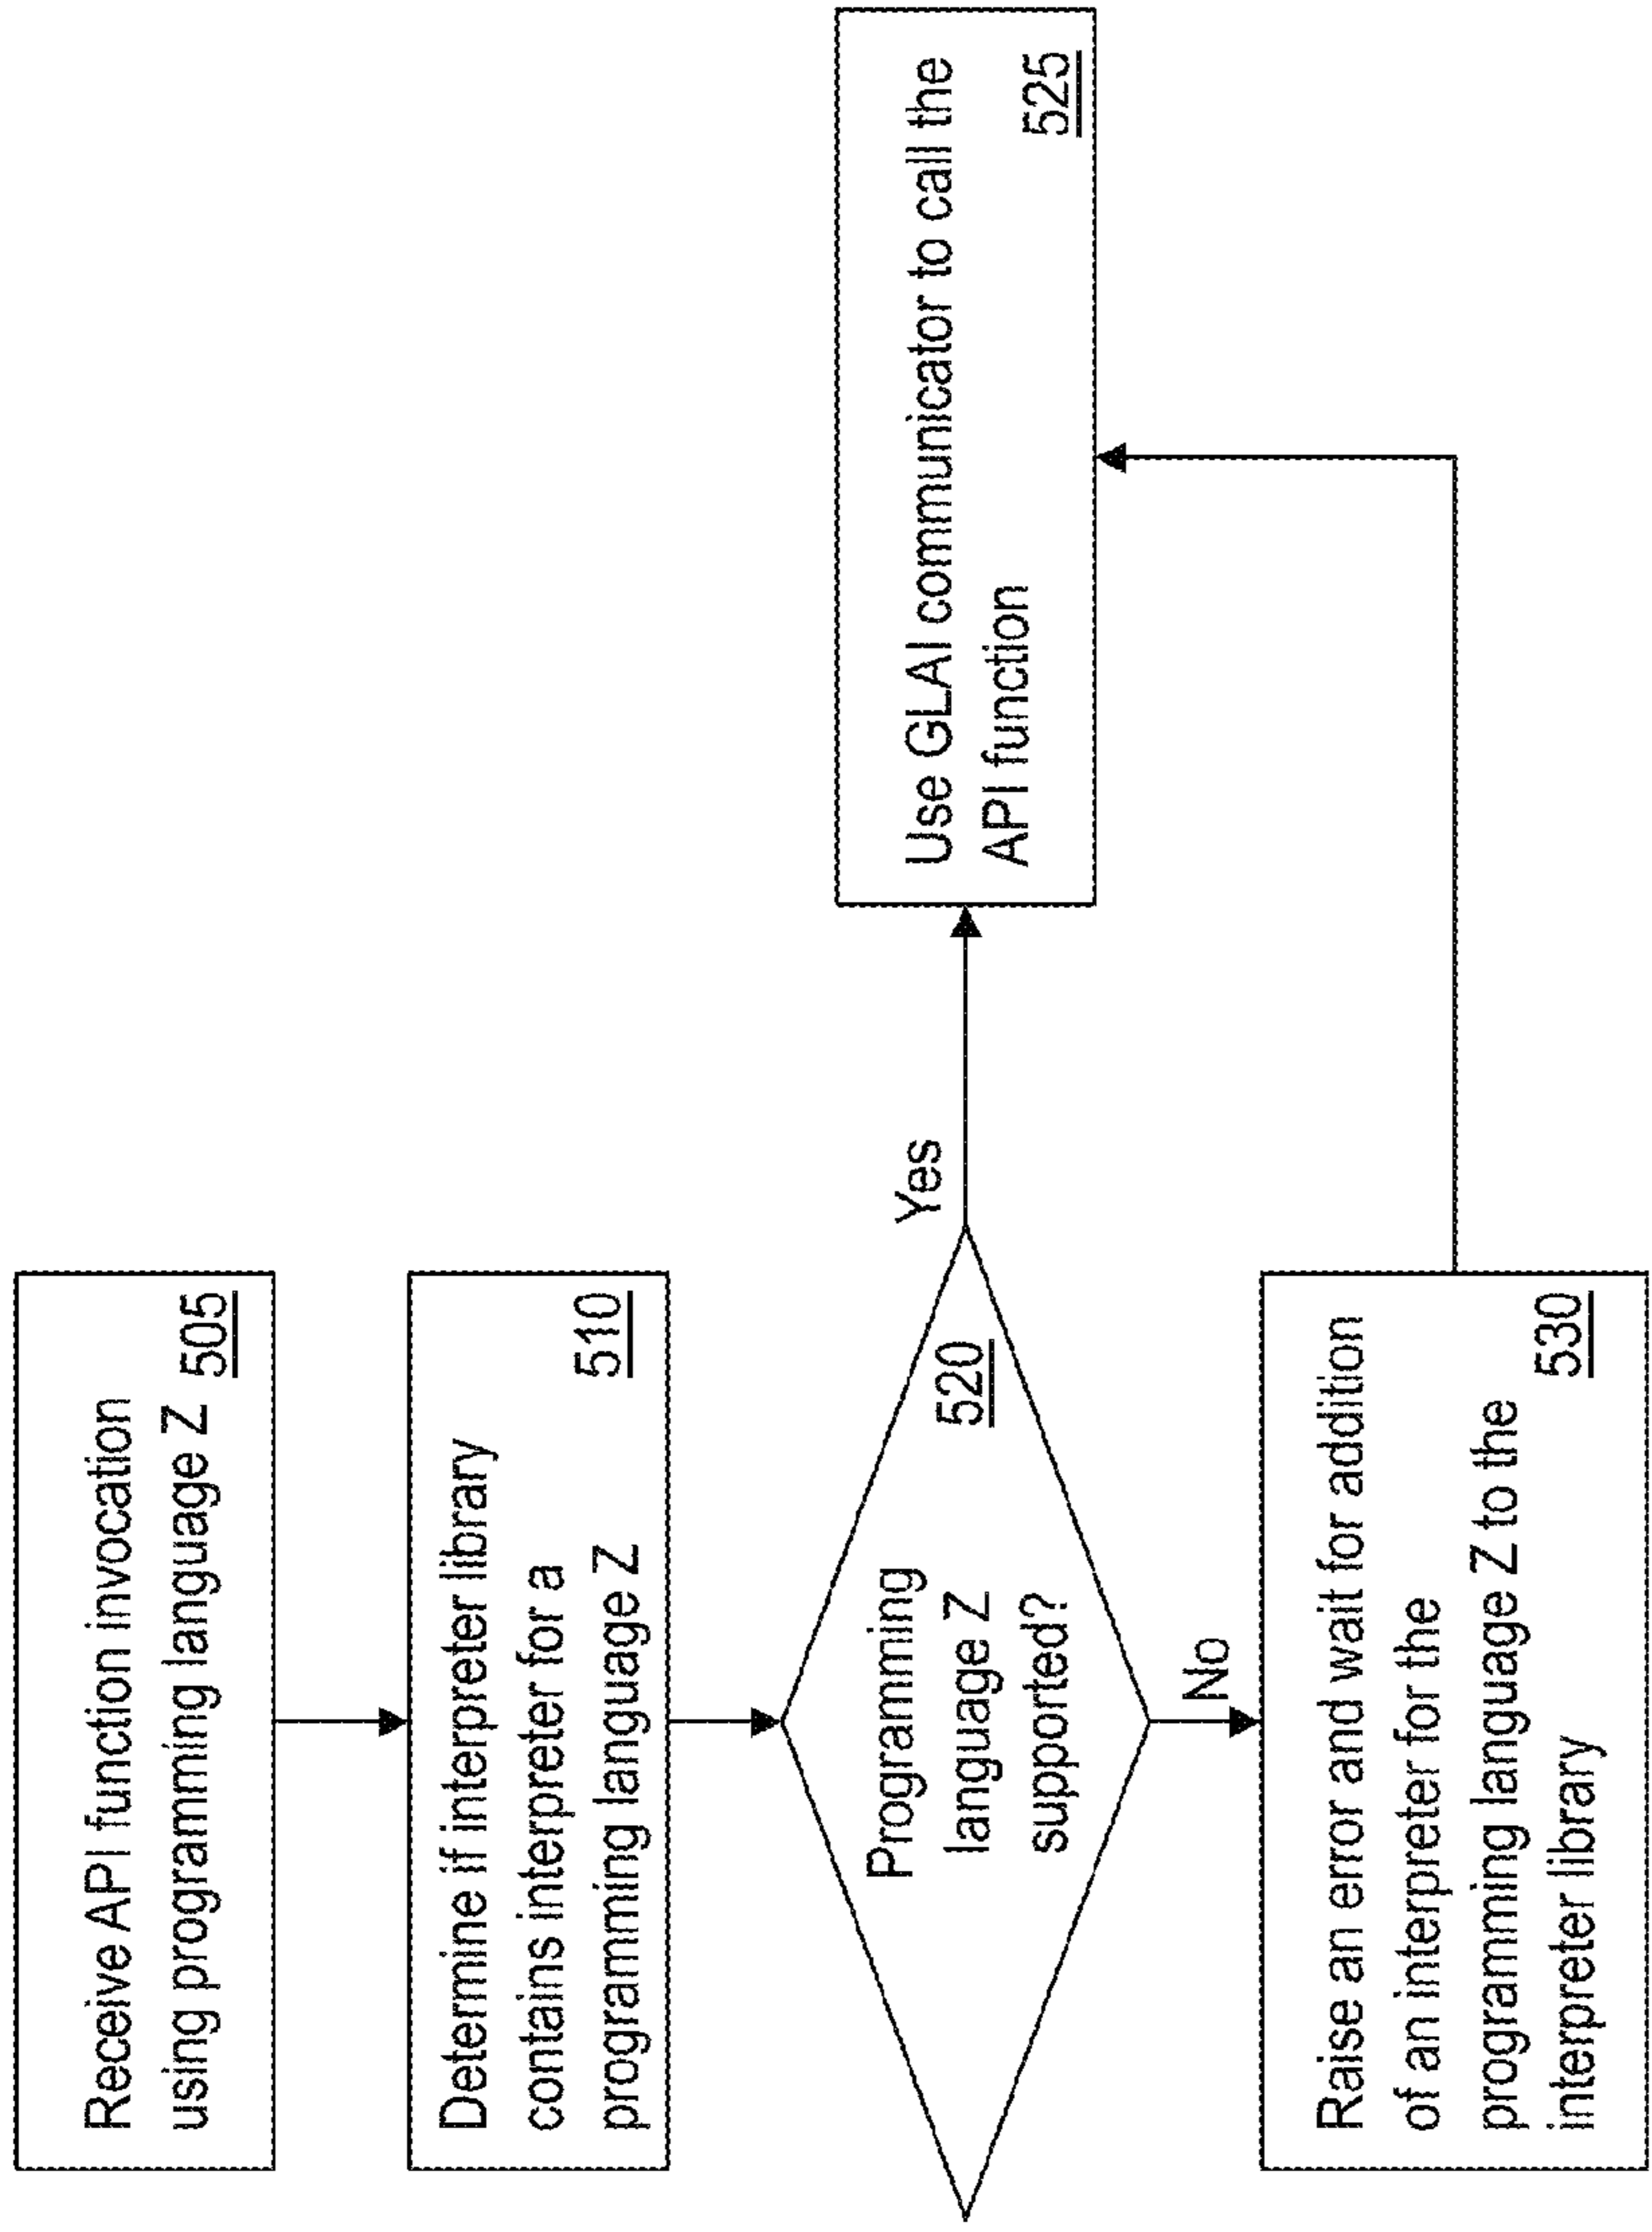 Receive API function invocation
using programming language Z 505
Determine if interpreter library
contains interpreter for a
programming language Z
510
Programming
language Z
supported?
520
Yes
No
Use GLAI communicator to call the
API function
525
Raise an error and wait for addition
of an interpreter for the
programming language Z to the
interpreter library
530